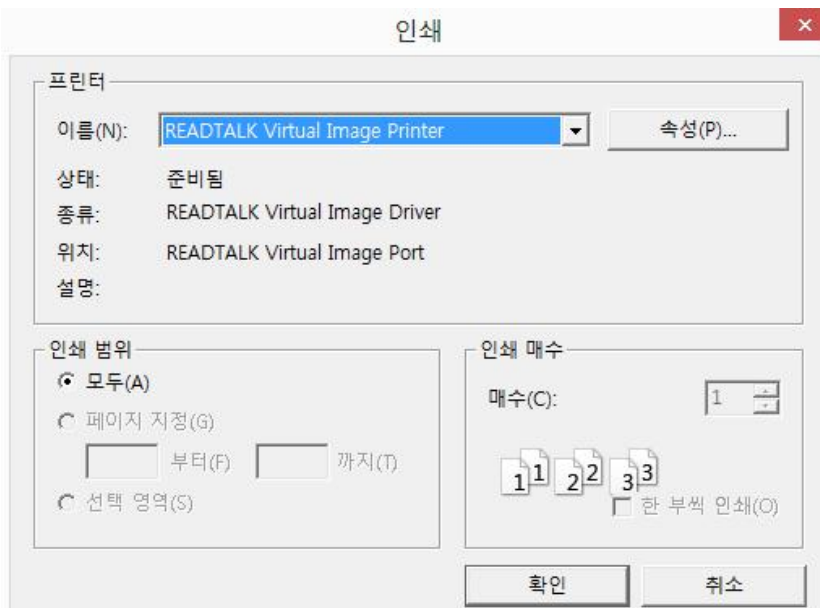 인쇄
프린터
이름(N): READTALK Virtual Image Printer 속성(P)...
상태: 준비됨
종류: READTALK Virtual Image Driver
위치: READTALK Virtual Image Port
설명:
인쇄 범위
모두(A)
페이지 지정(G)
부터(F) 까지(T)
선택 영역(S)
인쇄 매수
매수(C): 1
1 1 2 2 3 3
한 부씩 인쇄(O)
확인 취소